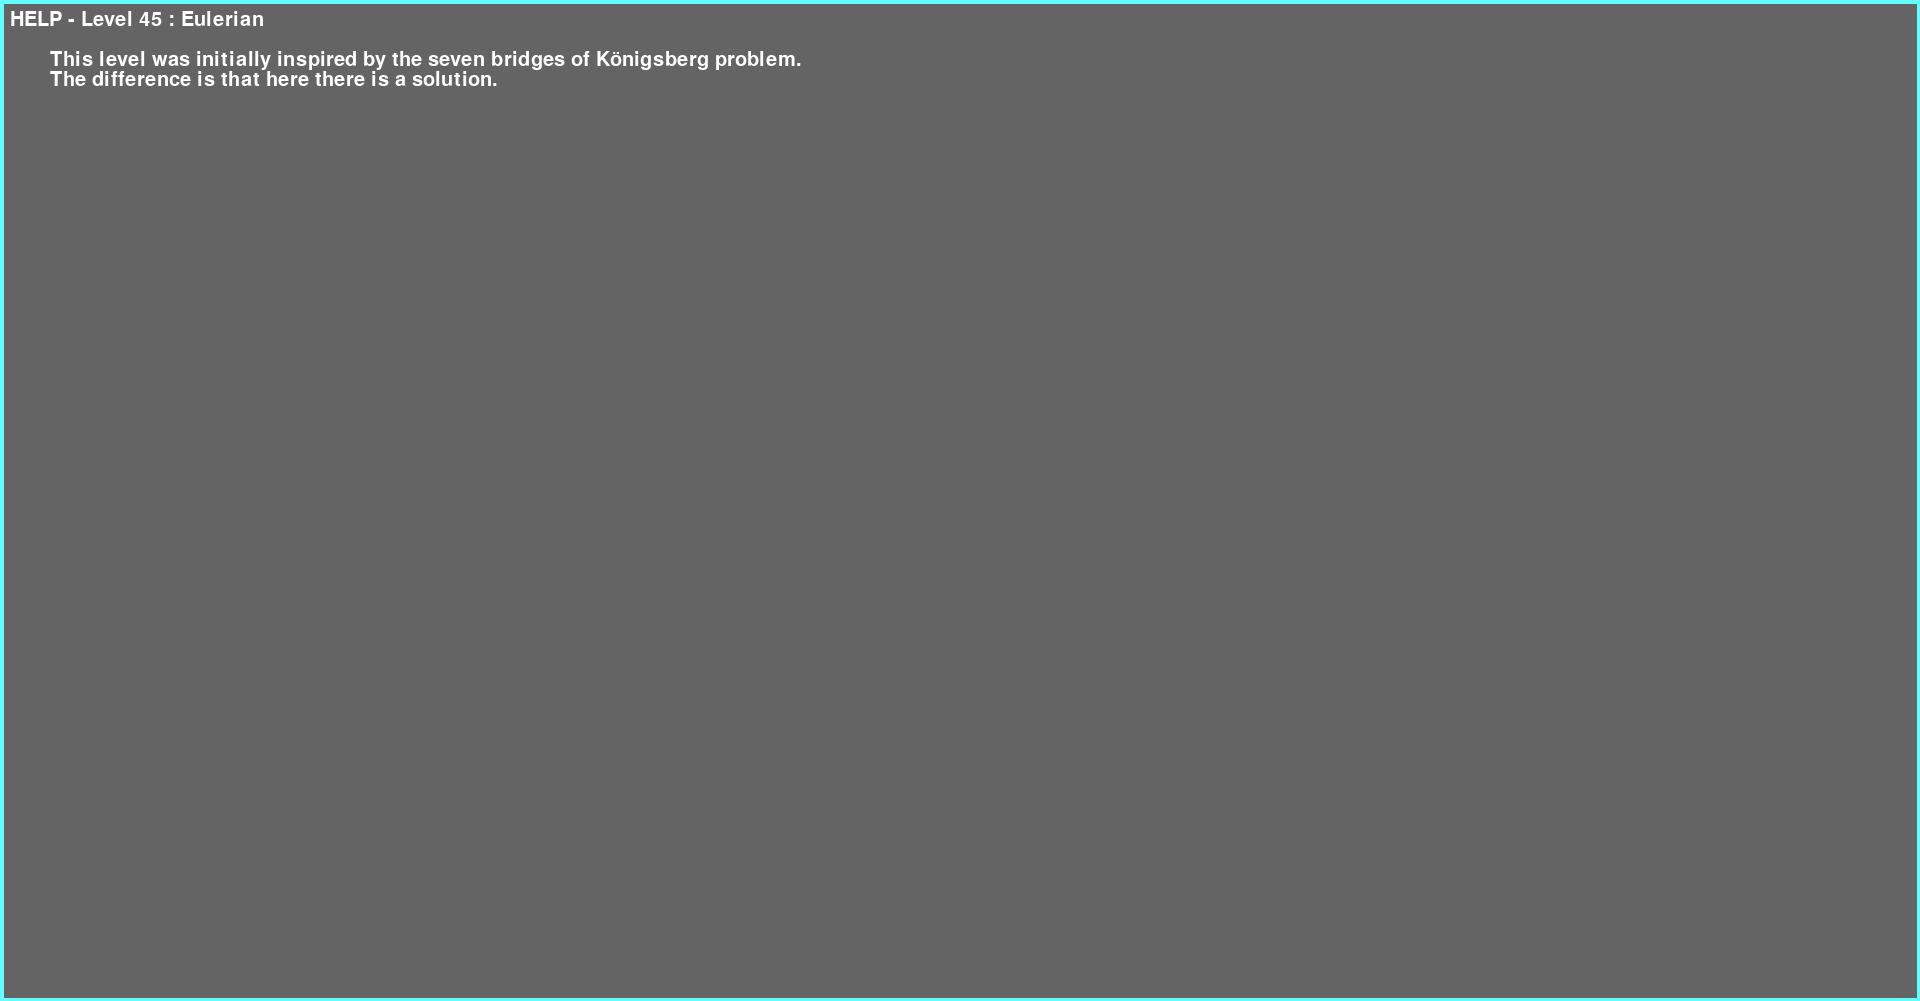 HELP - Level 45 : Eulerian
This level was initially inspired by the seven bridges of Königsberg problem.
The difference is that here there is a solution.